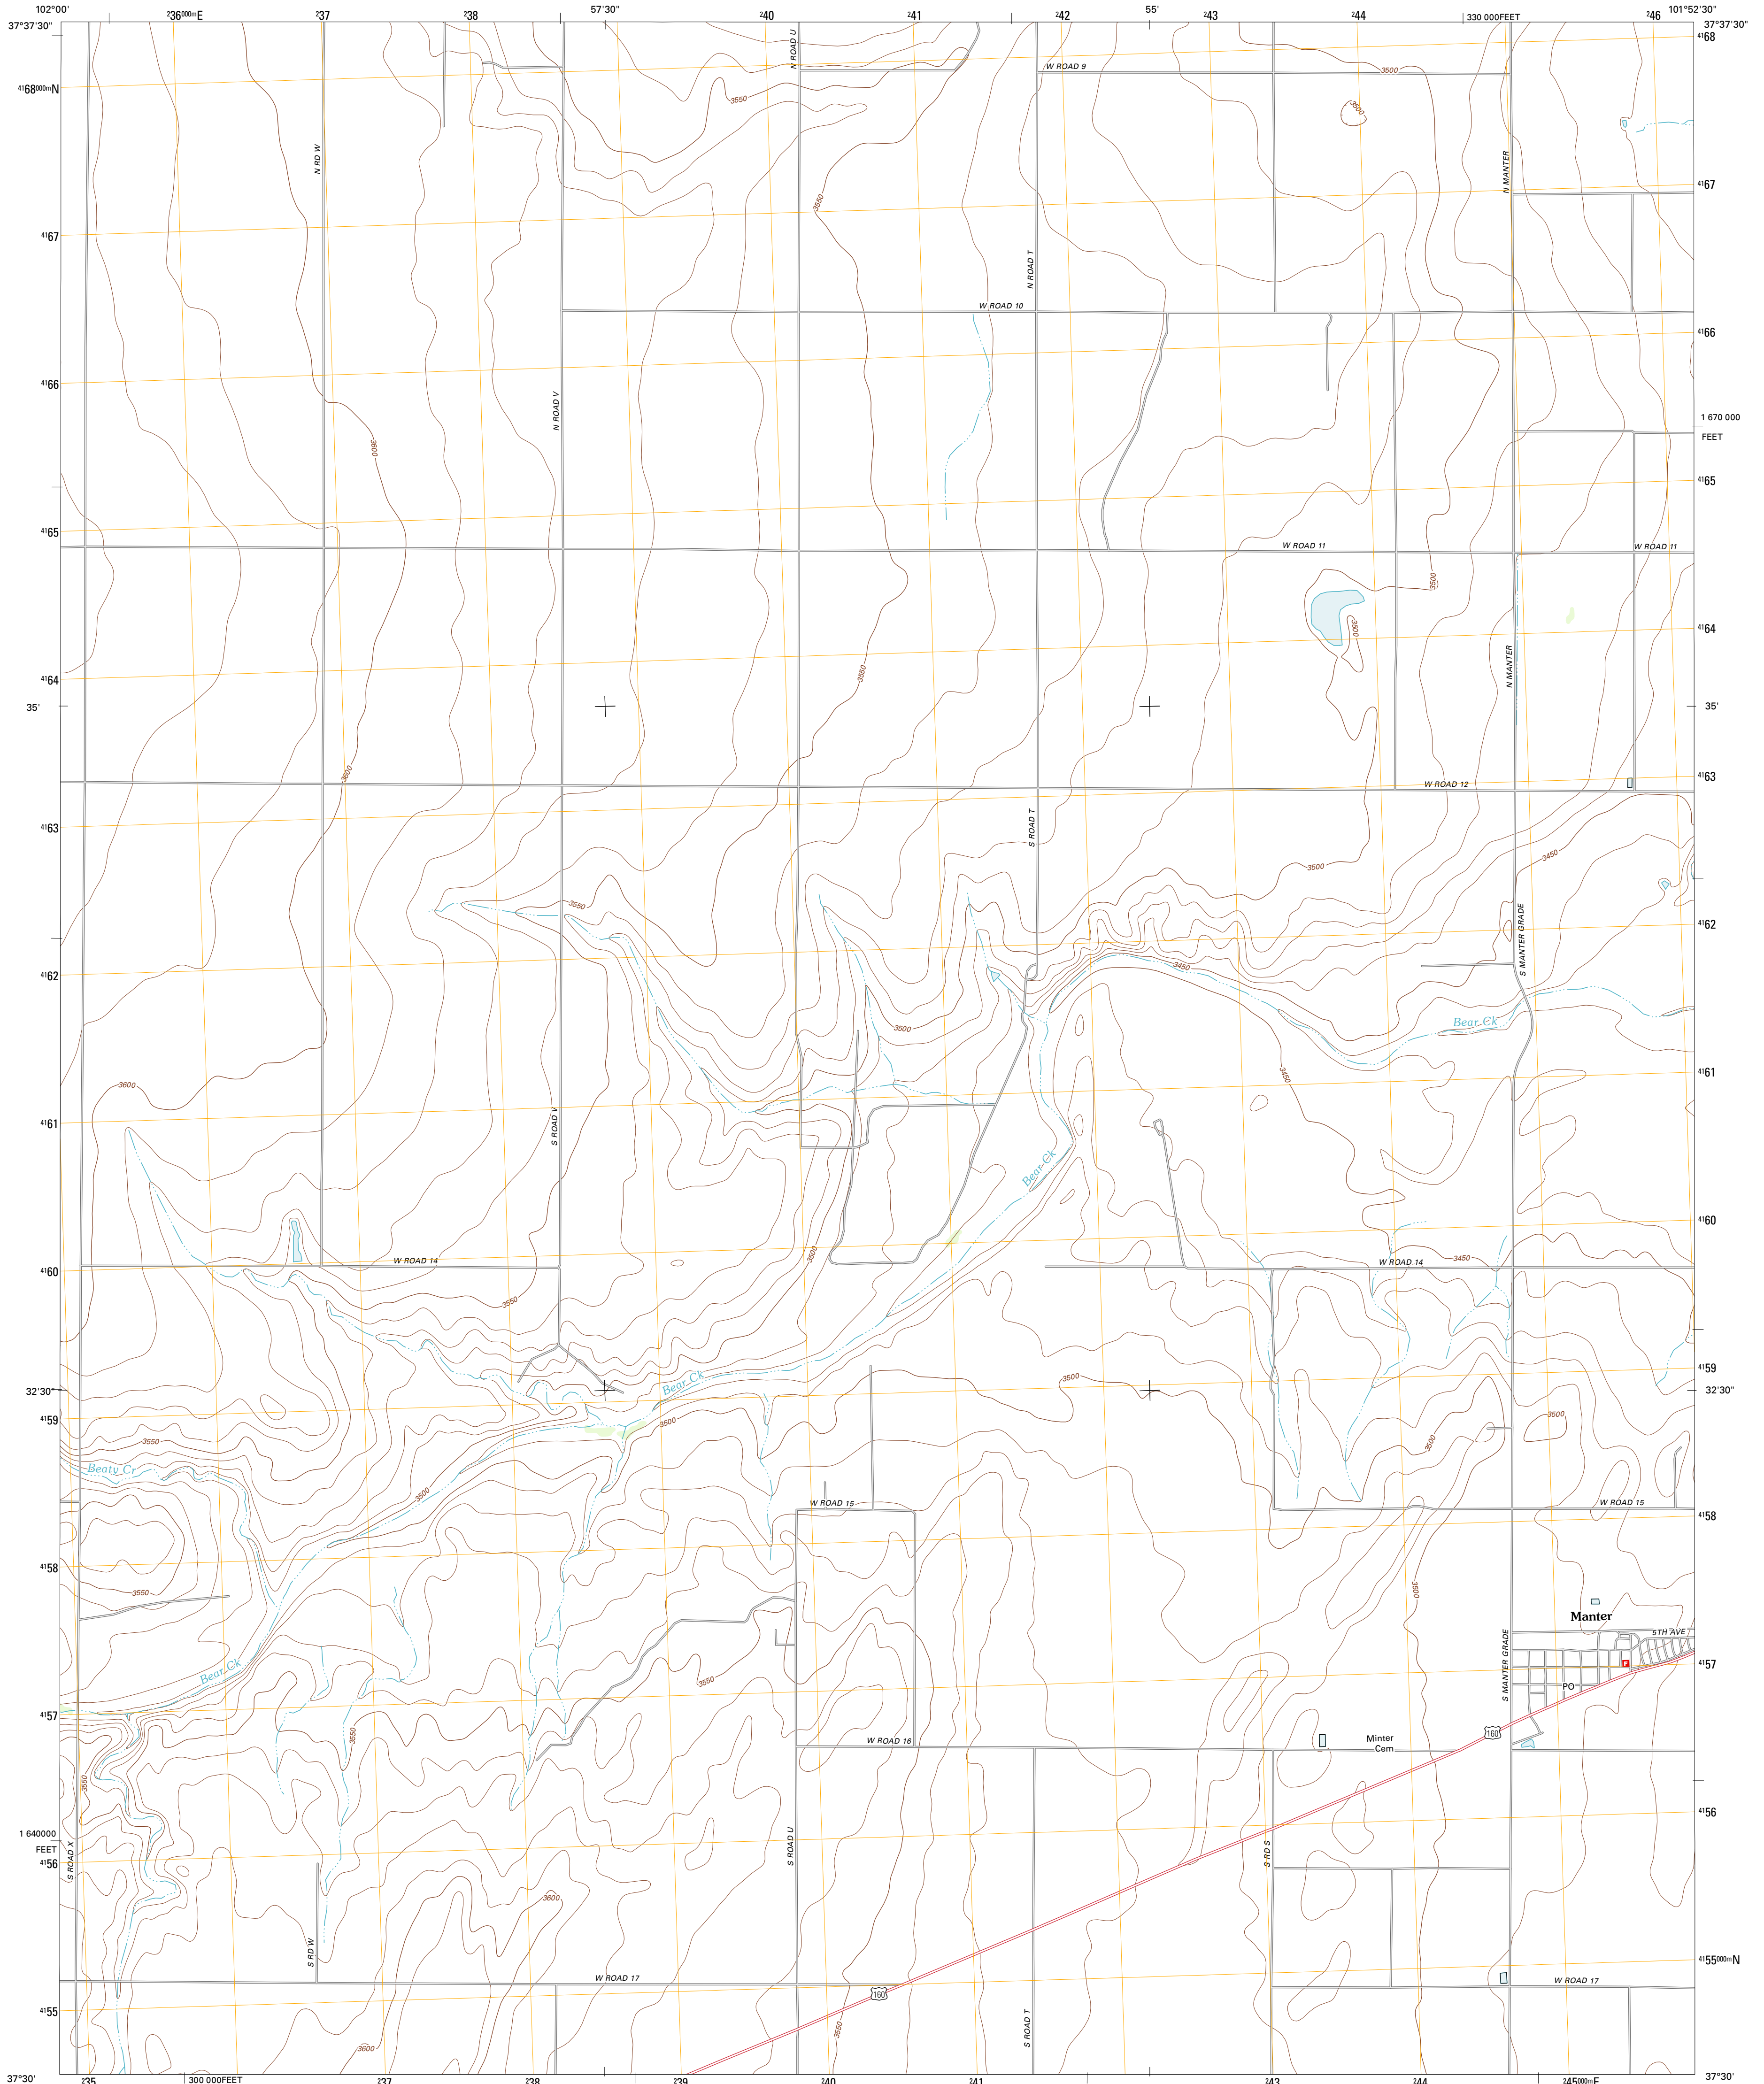 102°00'
²36⁰⁰⁰ᵐE
²37
²38
57'30"
²40
²41
²42
55'
²43
²44
330 000FEET
²46
101°52'30"
37°37'30"
37°37'30"
⁴¹68⁰⁰⁰ᵐN
⁴¹68
N ROAD U
W ROAD 9
3500
3550
3500
N RD W
N MANTER
⁴¹67
3550
⁴¹67
N ROAD T
W ROAD 10
⁴¹66
⁴¹66
N ROAD V
1 670 000
FEET
3600
⁴¹65
⁴¹65
W ROAD 11
W ROAD 11
3500
3500
⁴¹64
⁴¹64
3550
N MANTER
35'
35'
3600
⁴¹63
W ROAD 12
⁴¹63
S ROAD T
3450
3500
3550
⁴¹62
S MANTER GRADE
⁴¹62
3450
3500
Bear Ck
3450
⁴¹61
3600
⁴¹61
S ROAD V
Bear Ck
⁴¹60
3500
W ROAD 14
W ROAD 14
3450
⁴¹60
3550
⁴¹59
32'30"
Bear Ck
3500
32'30"
⁴¹59
3500
3500
3550
3500
Beaty Cr
3500
W ROAD 15
W ROAD 15
⁴¹58
⁴¹58
3550
3500
Manter
5TH AVE
F
Bear Ck
3550
S MANTER GRADE
⁴¹57
PO
⁴¹57
3550
160
W ROAD 16
Minter
Cem
3550
⁴¹56
1 640000
FEET
S ROAD X
S ROAD U
S RD S
⁴¹56
3600
S RD W
⁴¹55⁰⁰⁰ᵐN
W ROAD 17
W ROAD 17
160
⁴¹55
S ROAD T
3550
3600
37°30'
37°30'
²35
300 000FEET
²37
²38
²39
²40
²41
²43
²44
²45⁰⁰⁰ᵐE